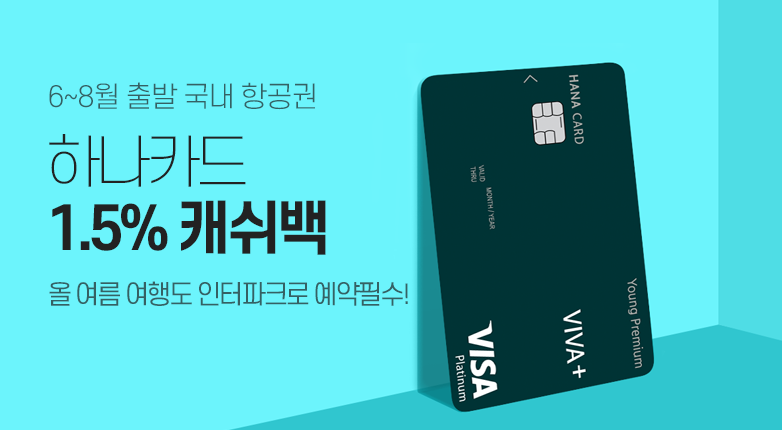 6~8월 출발 국내 항공권
하나카드
1.5% 캐쉬백
올 여름 여행도 인터파크로 예약필수!
HANA CARD
VALID
THRU
MONTH/YEAR
Young Premium
VIVA+
VISA
Platinum